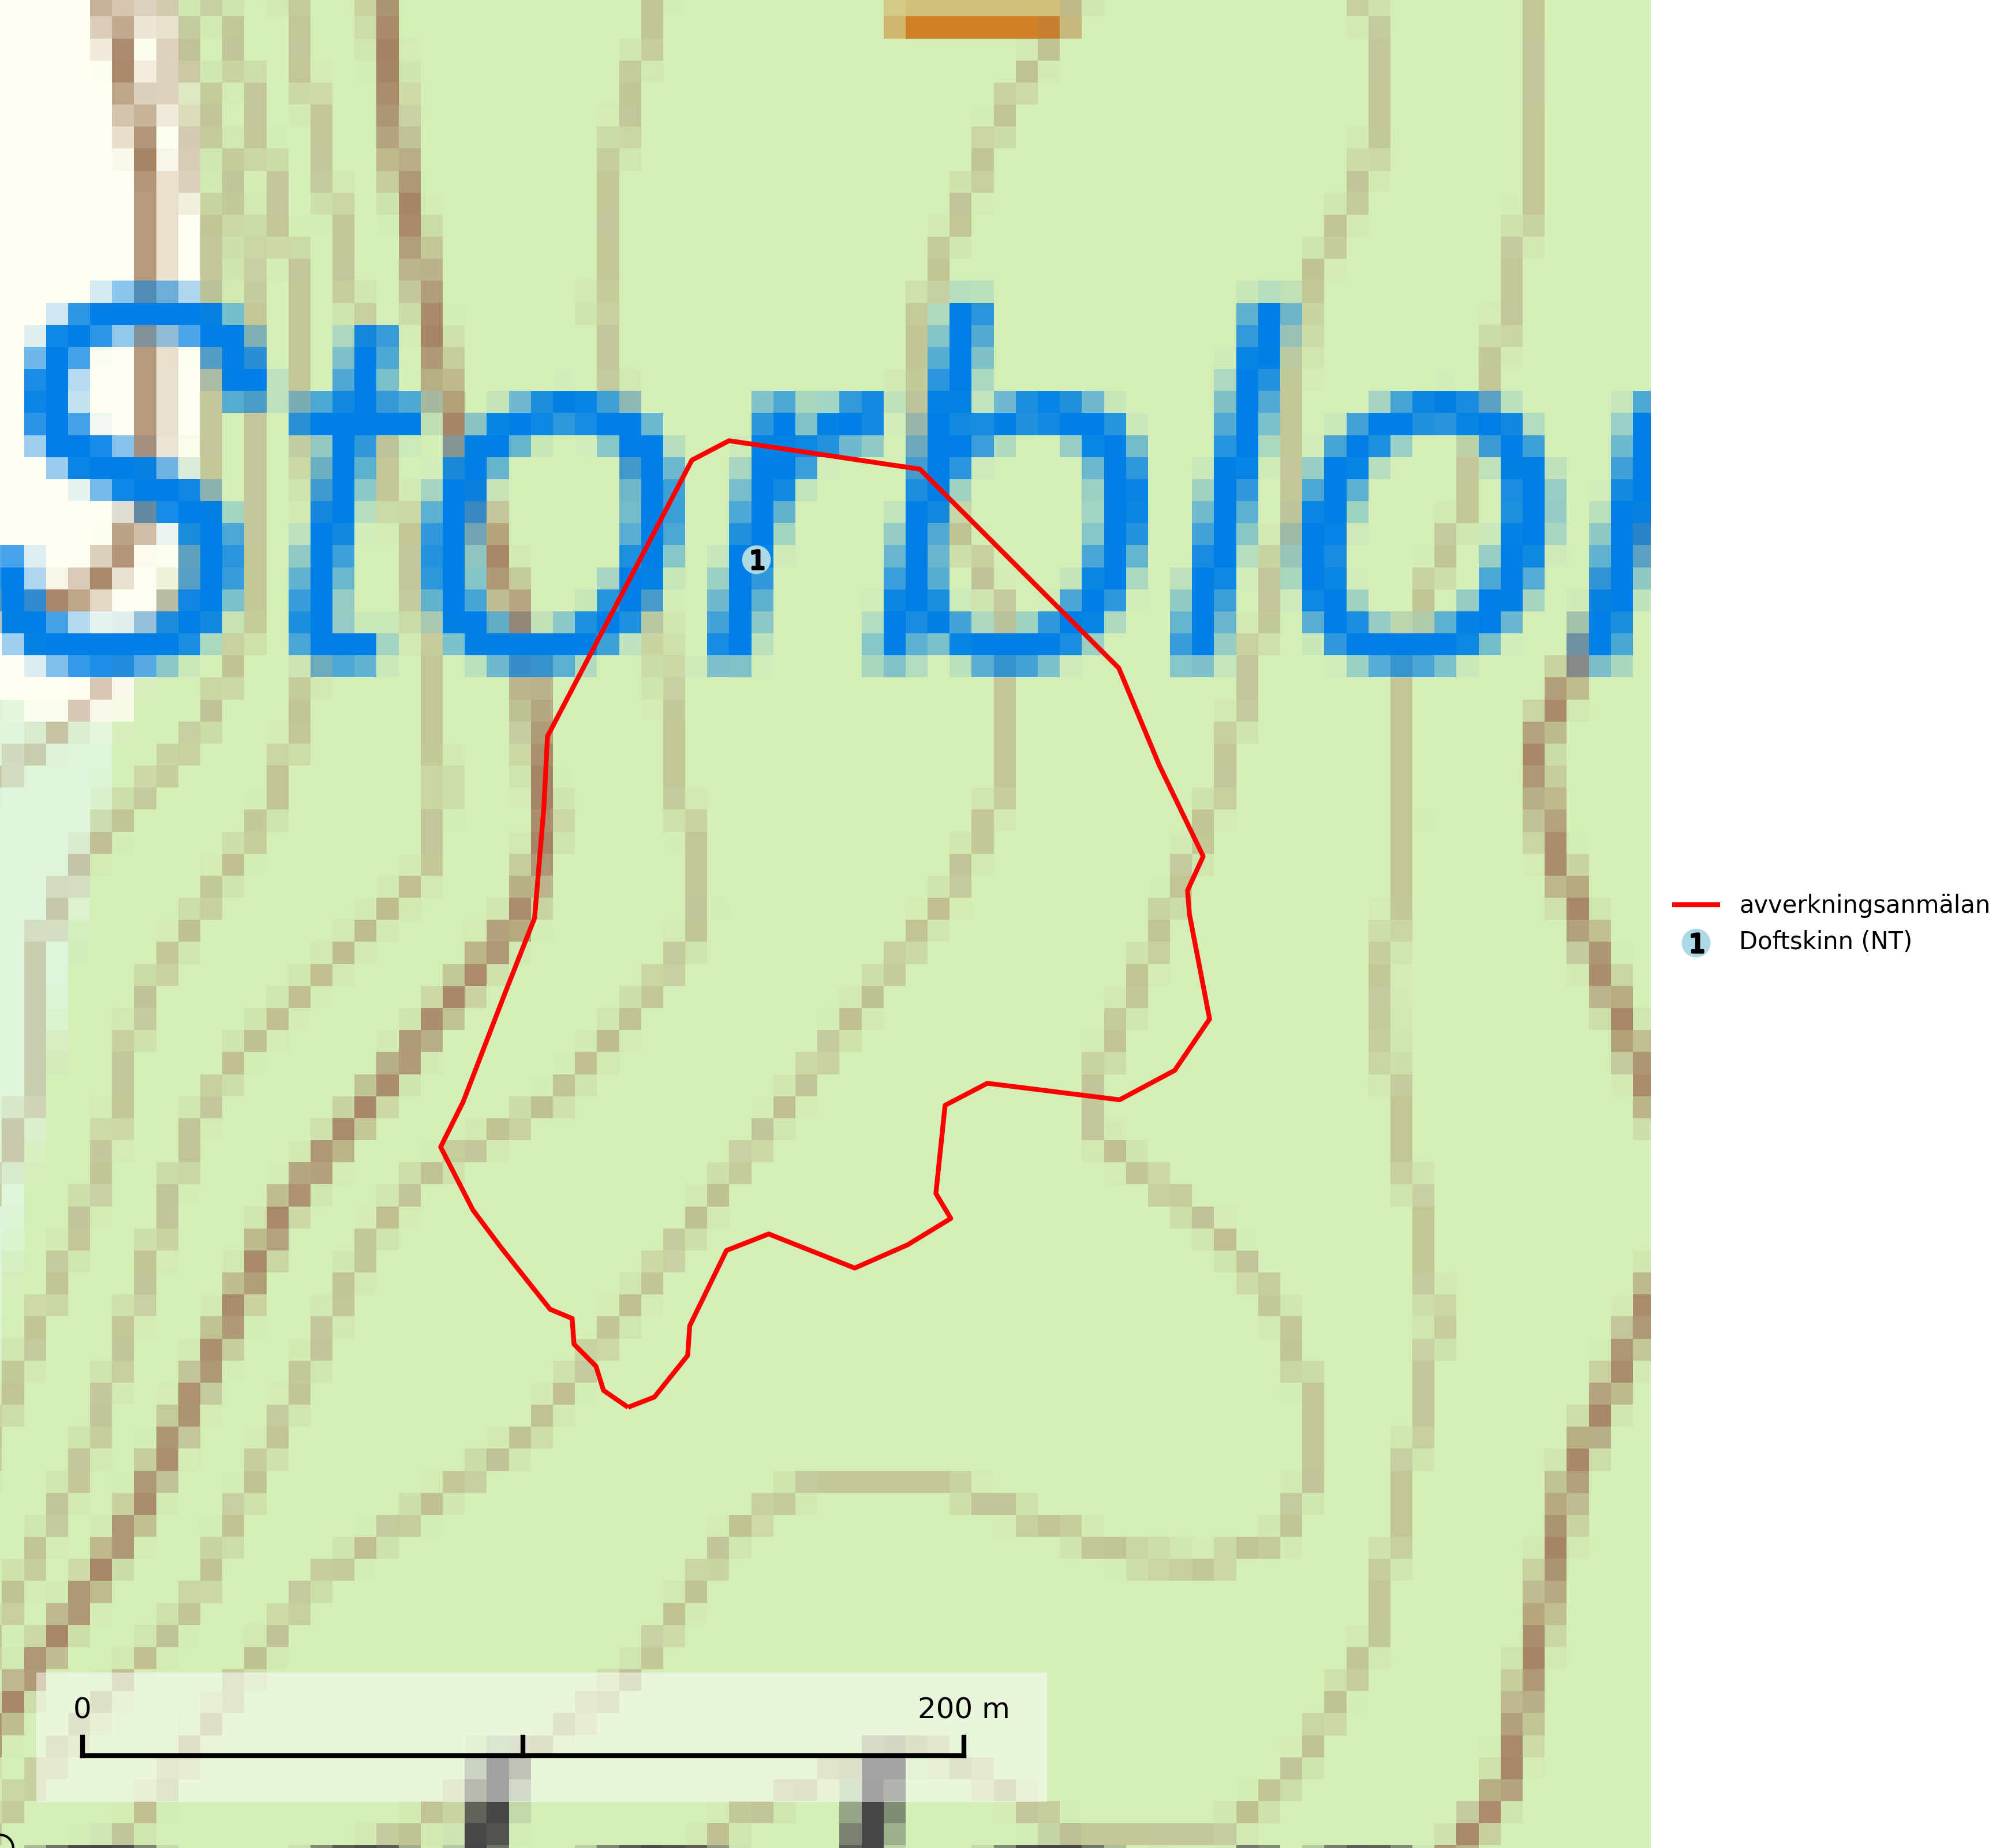 Storblo
1
avverkningsanmälan
1 Doftskinn (NT)
0 200 m